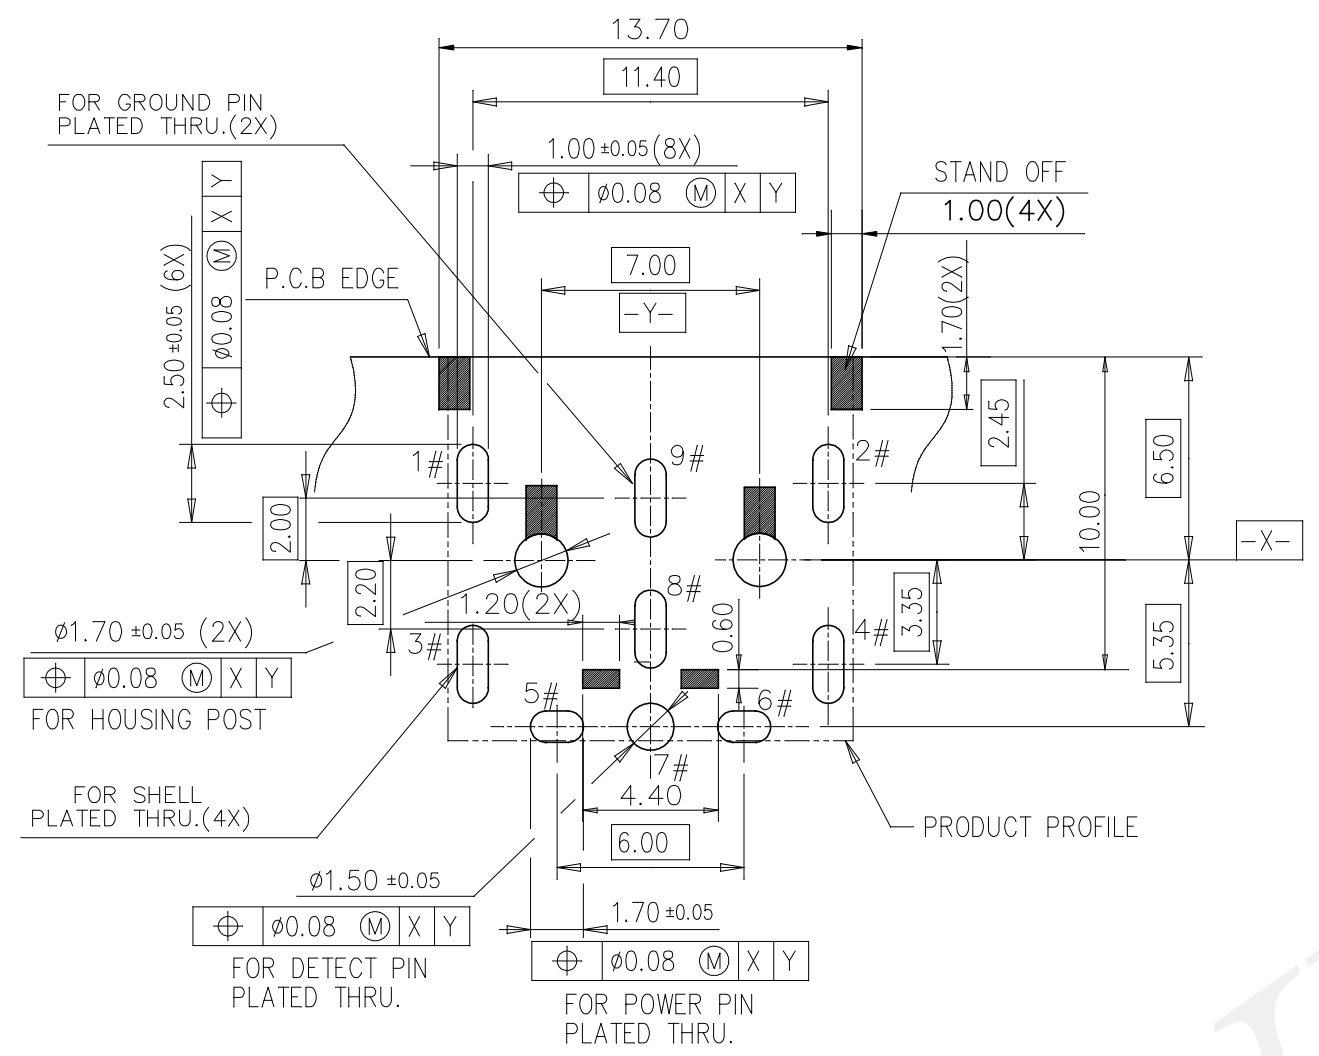 13.70
11.40
FOR GROUND PIN
PLATED THRU.(2X)
1.00 ±0.05 (8X)
⌖ ø0.08 Ⓜ X Y
STAND OFF
1.00(4X)
2.50 ±0.05 (6X)
⌖ ø0.08 Ⓜ X Y
P.C.B EDGE
7.00
-Y-
1.70(2X)
2.45
6.50
1#
9#
2#
2.00
10.00
-X-
2.20
8#
1.20(2X)
0.60
3.35
5.35
3#
4#
ø1.70 ±0.05 (2X)
⌖ ø0.08 Ⓜ X Y
FOR HOUSING POST
5#
6#
7#
4.40
FOR SHELL
PLATED THRU.(4X)
6.00
PRODUCT PROFILE
ø1.50 ±0.05
⌖ ø0.08 Ⓜ X Y
FOR DETECT PIN
PLATED THRU.
1.70 ±0.05
⌖ ø0.08 Ⓜ X Y
FOR POWER PIN
PLATED THRU.